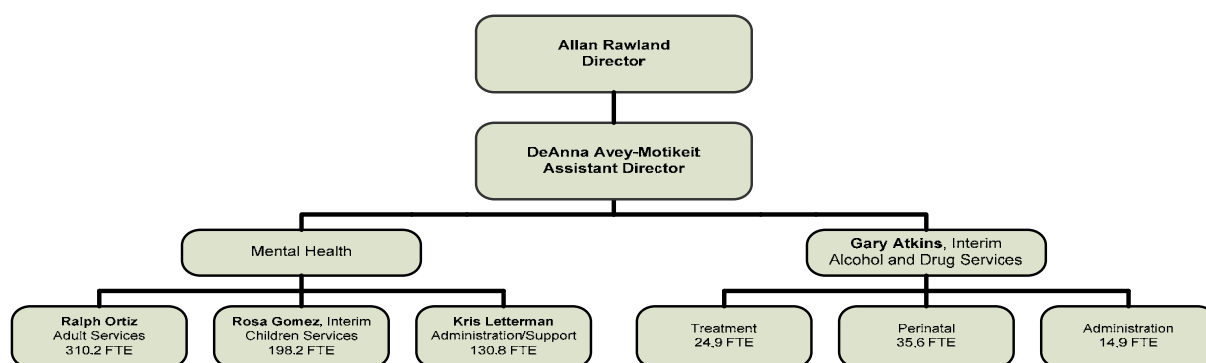 Allan Rawland
Director
DeAnna Avey-Motikeit
Assistant Director
Mental Health
Gary Atkins, Interim
Alcohol and Drug Services
Ralph Ortiz
Adult Services
310.2 FTE
Rosa Gomez, Interim
Children Services
198.2 FTE
Kris Letterman
Administration/Support
130.8 FTE
Treatment
24.9 FTE
Perinatal
35.6 FTE
Administration
14.9 FTE